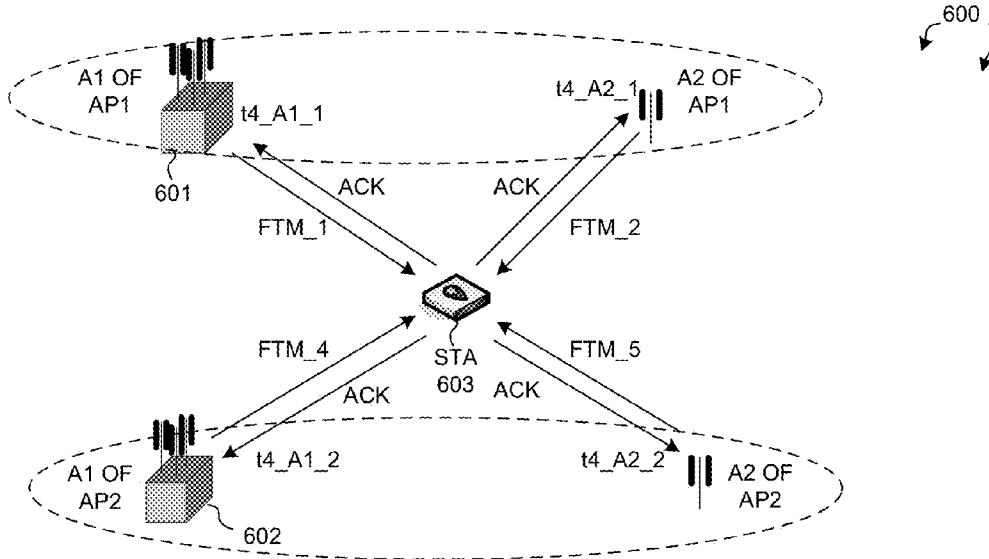 600
A1 OF
AP1
t4_A1_1
t4_A2_1
A2 OF
AP1
601
ACK
ACK
FTM_1
FTM_2
STA
603
FTM_4
FTM_5
ACK
ACK
A1 OF
AP2
t4_A1_2
t4_A2_2
A2 OF
AP2
602